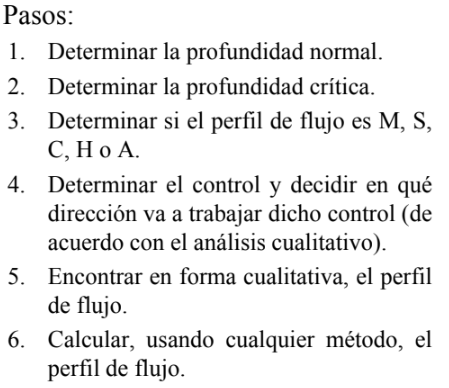 Pasos:
1. Determinar la profundidad normal.
2. Determinar la profundidad crítica.
3. Determinar si el perfil de flujo es M, S,
C, H o A.
4. Determinar el control y decidir en qué
dirección va a trabajar dicho control (de
acuerdo con el análisis cualitativo).
5. Encontrar en forma cualitativa, el perfil
de flujo.
6. Calcular, usando cualquier método, el
perfil de flujo.